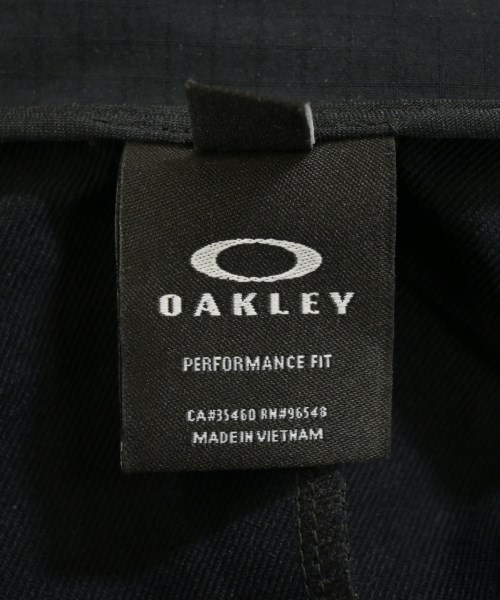 OAKLEY
PERFORMANCE FIT
CA#35460 RN#96548
MADE IN VIETNAM